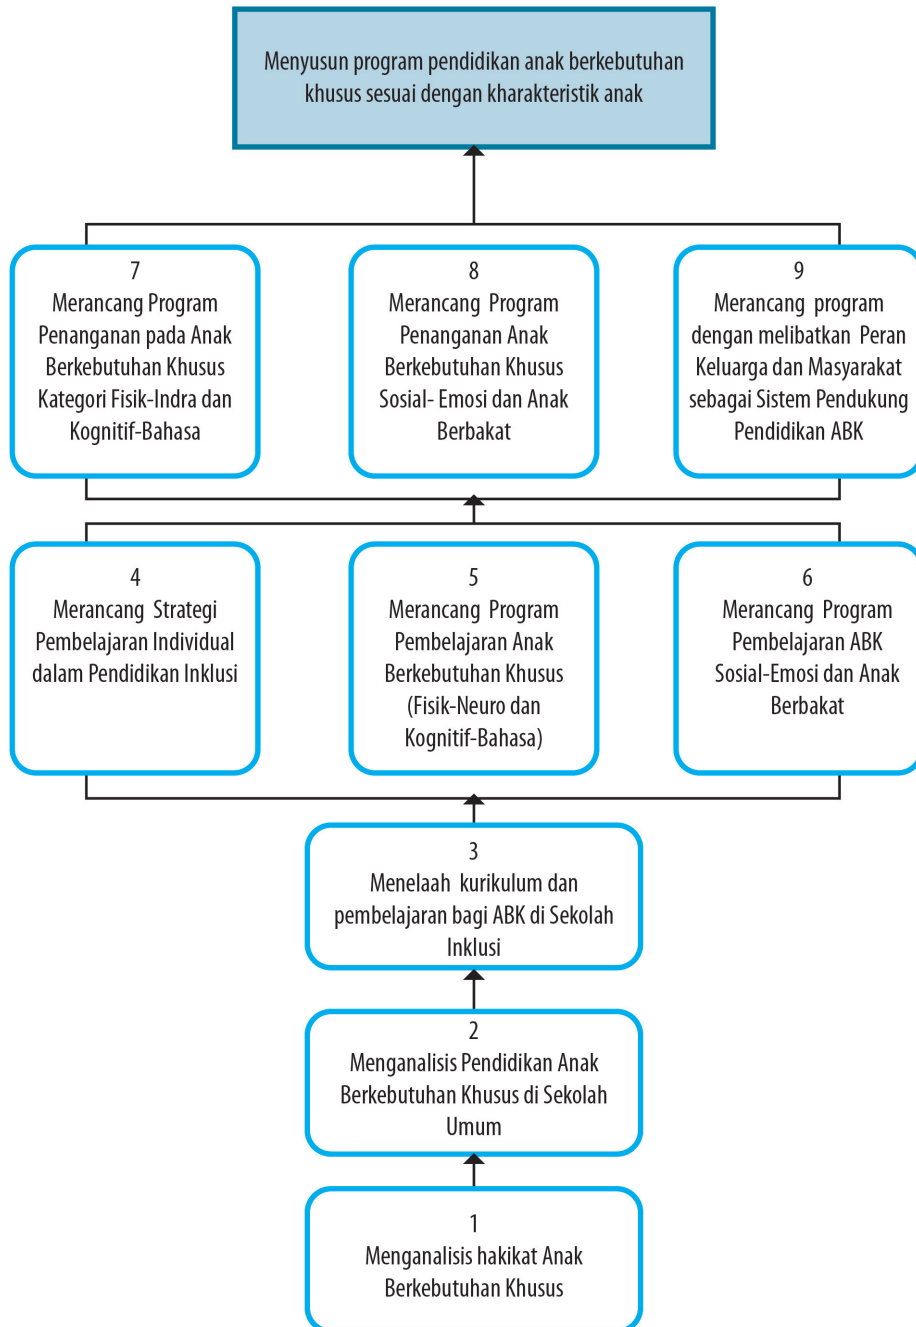 Menyusun program pendidikan anak berkebutuhan
khusus sesuai dengan kharakteristik anak
7
Merancang Program
Penanganan pada Anak
Berkebutuhan Khusus
Kategori Fisik-Indra dan
Kognitif-Bahasa
8
Merancang Program
Penanganan Anak
Berkebutuhan Khusus
Sosial- Emosi dan Anak
Berbakat
9
Merancang program
dengan melibatkan Peran
Keluarga dan Masyarakat
sebagai Sistem Pendukung
Pendidikan ABK
4
Merancang Strategi
Pembelajaran Individual
dalam Pendidikan Inklusi
5
Merancang Program
Pembelajaran Anak
Berkebutuhan Khusus
(Fisik-Neuro dan
Kognitif-Bahasa)
6
Merancang Program
Pembelajaran ABK
Sosial-Emosi dan Anak
Berbakat
3
Menelaah kurikulum dan
pembelajaran bagi ABK di Sekolah
Inklusi
2
Menganalisis Pendidikan Anak
Berkebutuhan Khusus di Sekolah
Umum
1
Menganalisis hakikat Anak
Berkebutuhan Khusus